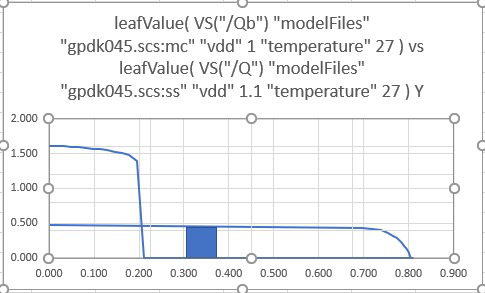 leafValue( VS("/Qb") "modelFiles"
"gpdk045.scs:mc" "vdd" 1 "temperature" 27 ) vs
leafValue( VS("/Q") "modelFiles"
"gpdk045.scs:ss" "vdd" 1.1 "temperature" 27 ) Y
2.000
1.500
1.000
0.500
0.000
0.000 0.100 0.200 0.300 0.400 0.500 0.600 0.700 0.800 0.900